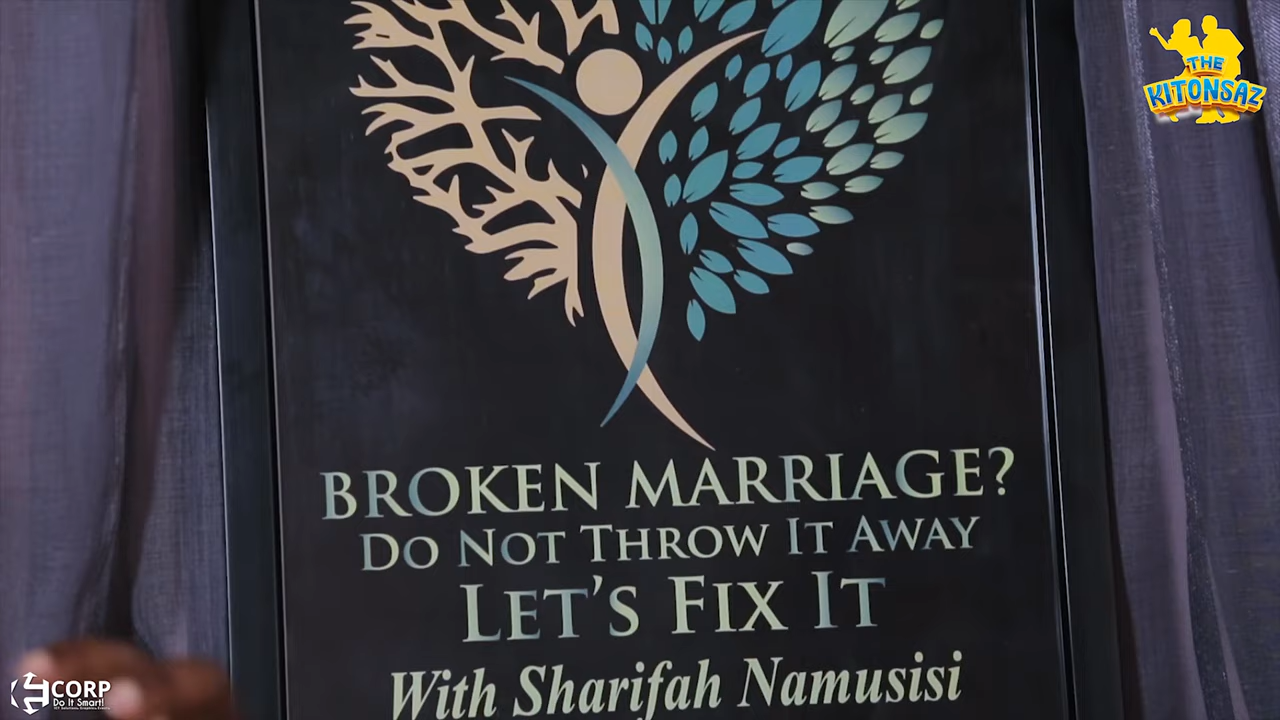 THE
KITONSAZ
BROKEN MARRIAGE?
DO NOT THROW IT AWAY
LET'S FIX IT
With Sharifah Namusisi
CORP
Do It Smart!